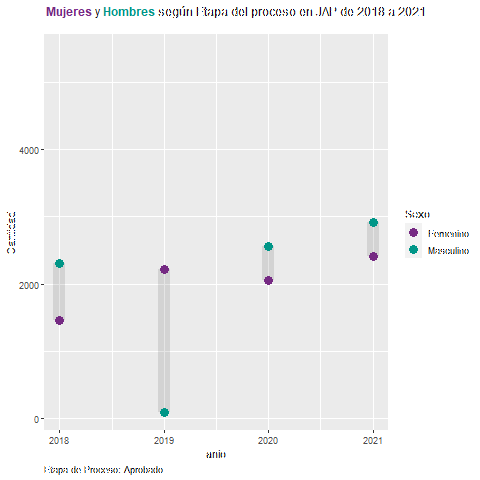 Mujeres y Hombres según Etapa del proceso en JAP de 2018 a 2021
4000
2000
0
Cantidad
2018 2019 2020 2021
anio
Etapa de Proceso: Aprobado
Sexo
Femenino
Masculino